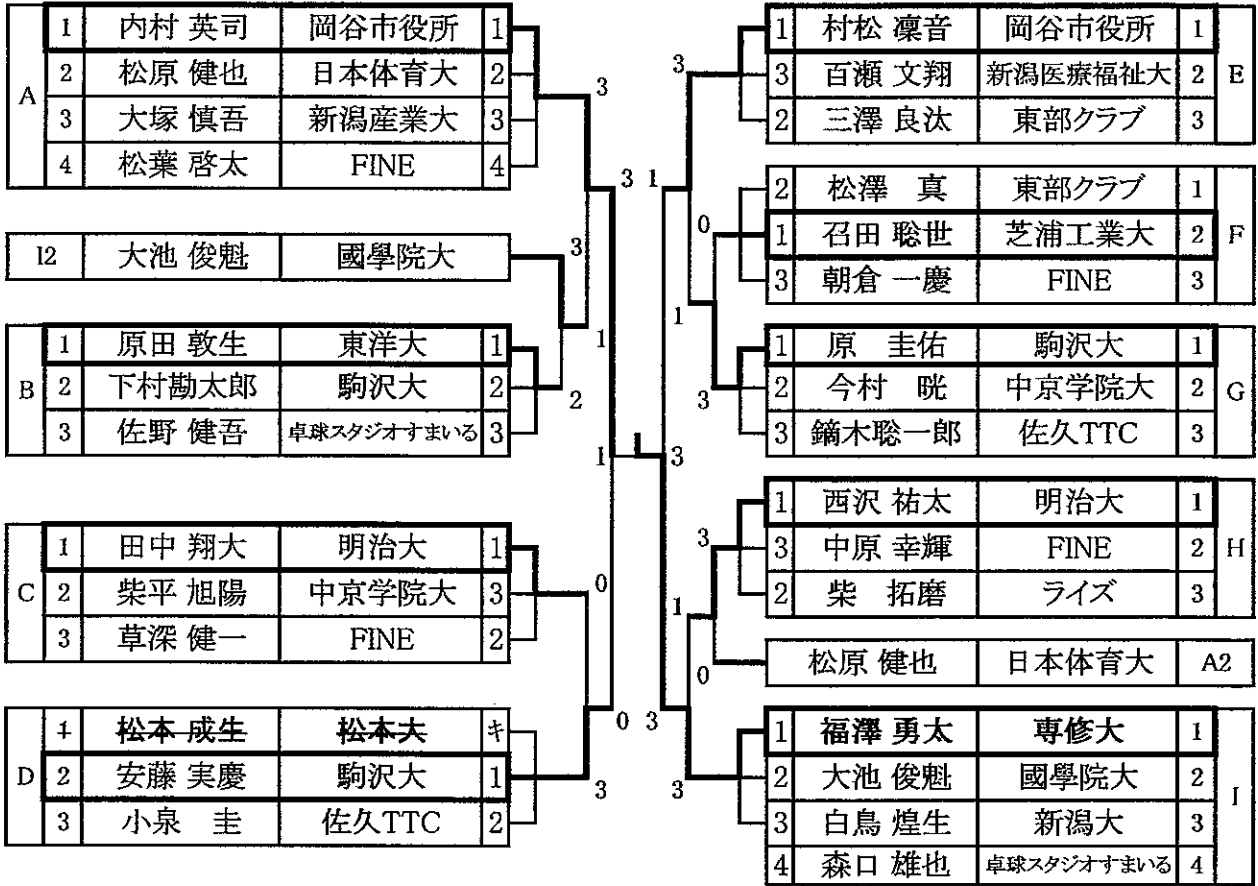 A
1 内村 英司 岡谷市役所 1
2 松原 健也 日本体育大 2
3 大塚 慎吾 新潟産業大 3
4 松葉 啓太 FINE 4
I2 大池 俊魁 國學院大
B
1 原田 敦生 東洋大 1
2 下村勘太郎 駒沢大 2
3 佐野 健吾 卓球スタジオすまいる 3
C
1 田中 翔大 明治大 1
2 柴平 旭陽 中京学院大 3
3 草深 健一 FINE 2
D
1 松本 成生 松本大 キ
2 安藤 実慶 駒沢大 1
3 小泉 圭 佐久TTC 2
3
3
3
1
2
1
0
0
3
3
1
0
1
3
3
3
1
0
3
3
1 村松 凜音 岡谷市役所 1
3 百瀬 文翔 新潟医療福祉大 2
2 三澤 良汰 東部クラブ 3
E
2 松澤 真 東部クラブ 1
1 召田 聡世 芝浦工業大 2
3 朝倉 一慶 FINE 3
F
1 原 圭佑 駒沢大 1
2 今村 晄 中京学院大 2
3 鏑木聡一郎 佐久TTC 3
G
1 西沢 祐太 明治大 1
3 中原 幸輝 FINE 2
2 柴 拓磨 ライズ 3
H
松原 健也 日本体育大 A2
1 福澤 勇太 専修大 1
2 大池 俊魁 國學院大 2
3 白鳥 煌生 新潟大 3
4 森口 雄也 卓球スタジオすまいる 4
I